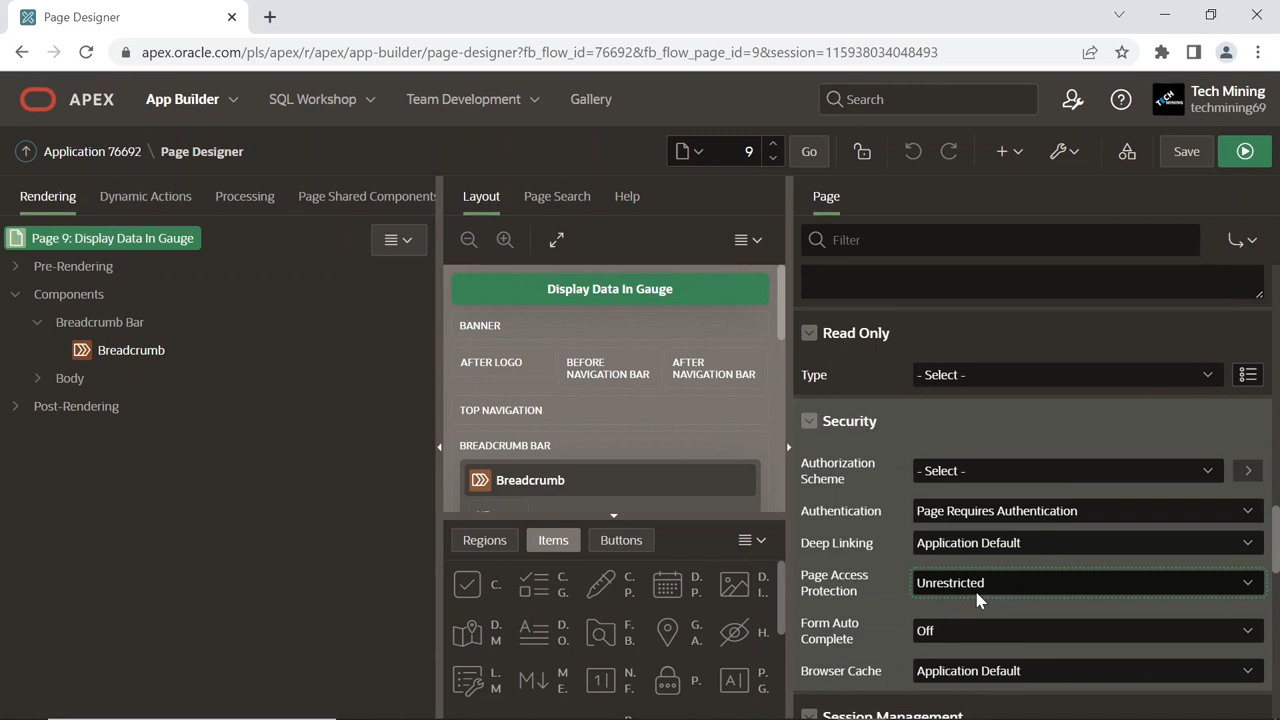 Page Designer
apex.oracle.com/pls/apex/r/apex/app-builder/page-designer?fb_flow_id=76692&fb_flow_page_id=9&session=115938034048493
APEX App Builder SQL Workshop Team Development Gallery Search Tech Mining
techmining69
Application 76692 \ Page Designer 9 Go Save
Rendering Dynamic Actions Processing Page Shared Components
Layout Page Search Help
Page
Page 9: Display Data In Gauge
Pre-Rendering
Components
Breadcrumb Bar
Breadcrumb
Body
Post-Rendering
Display Data In Gauge
BANNER
AFTER LOGO
BEFORE
NAVIGATION BAR
AFTER
NAVIGATION BAR
TOP NAVIGATION
BREADCRUMB BAR
Breadcrumb
Regions Items Buttons
C. C. C. D. D.
G. P. P. I..
D. D. F. G. H.
M O. B. A.
L. M N. P. P.
M E. F. G.
Filter
Read Only
Type - Select -
Security
Authorization
Scheme - Select -
Authentication Page Requires Authentication
Deep Linking Application Default
Page Access
Protection Unrestricted
Form Auto
Complete Off
Browser Cache Application Default
Session Management